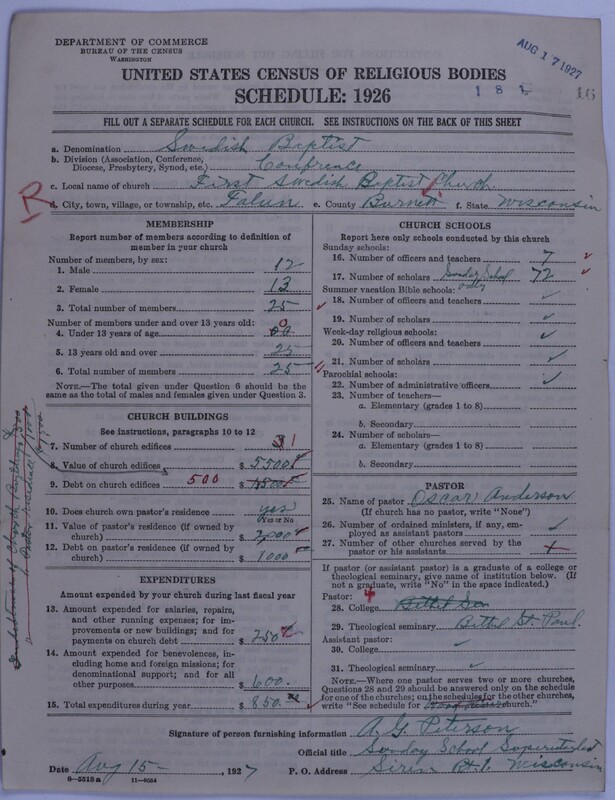 DEPARTMENT OF COMMERCE
BUREAU OF THE CENSUS
WASHINGTON
AUG 17 1927
UNITED STATES CENSUS OF RELIGIOUS BODIES
SCHEDULE: 1926
16
FILL OUT A SEPARATE SCHEDULE FOR EACH CHURCH. SEE INSTRUCTIONS ON THE BACK OF THIS SHEET
a. Denomination Swedish Baptist
b. Division (Association, Conference, Diocese, Presbytery, Synod, etc.) Conference
c. Local name of church First Swedish Baptist Church
R
d. City, town, village, or township, etc. Falun e. County Burnett f. State Wisconsin
MEMBERSHIP
Report number of members according to definition of member in your church
Number of members, by sex:
1. Male 12
2. Female 13
3. Total number of members 25
Number of members under and over 13 years old:
4. Under 13 years of age 0
5. 13 years old and over 25
6. Total number of members 25
NOTE.—The total given under Question 6 should be the same as the total of males and females given under Question 3.
CHURCH BUILDINGS
See instructions, paragraphs 10 to 12
7. Number of church edifices 1
8. Value of church edifices $ 5500
9. Debt on church edifices 500 $
10. Does church own pastor's residence? yes
Yes or No
11. Value of pastor's residence (if owned by church) $ 2,000
12. Debt on pastor's residence (if owned by church) $ 1000
EXPENDITURES
Amount expended by your church during last fiscal year
13. Amount expended for salaries, repairs, and other running expenses; for improvements or new buildings; and for payments on church debt $ 250
14. Amount expended for benevolences, including home and foreign missions; for denominational support; and for all other purposes $ 600
15. Total expenditures during year $ 850
CHURCH SCHOOLS
Report here only schools conducted by this church
Sunday schools:
16. Number of officers and teachers 7
17. Number of scholars Sunday School only 72
Summer vacation Bible schools:
18. Number of officers and teachers
19. Number of scholars
Week-day religious schools:
20. Number of officers and teachers
21. Number of scholars
Parochial schools:
22. Number of administrative officers
23. Number of teachers—
a. Elementary (grades 1 to 8)
b. Secondary
24. Number of scholars—
a. Elementary (grades 1 to 8)
b. Secondary
PASTOR
25. Name of pastor Oscar Anderson
(If church has no pastor, write "None")
26. Number of ordained ministers, if any, employed as assistant pastors
27. Number of other churches served by the pastor or his assistants
If pastor (or assistant pastor) is a graduate of a college or theological seminary, give name of institution below. (If not a graduate, write "No" in the space indicated.)
Pastor:
28. College Bethel Sem
29. Theological seminary Bethel St. Paul.
Assistant pastor:
30. College
31. Theological seminary
NOTE.—Where one pastor serves two or more churches, Questions 28 and 29 should be answered only on the schedule for one of the churches; on the schedules for the other churches, write "See schedule for church."
Signature of person furnishing information A. G. Peterson
Official title Sunday School Superintendent
Date Aug 15 , 1927 P. O. Address Siren Rt. 1. Wisconsin
8—5518a 11—9054